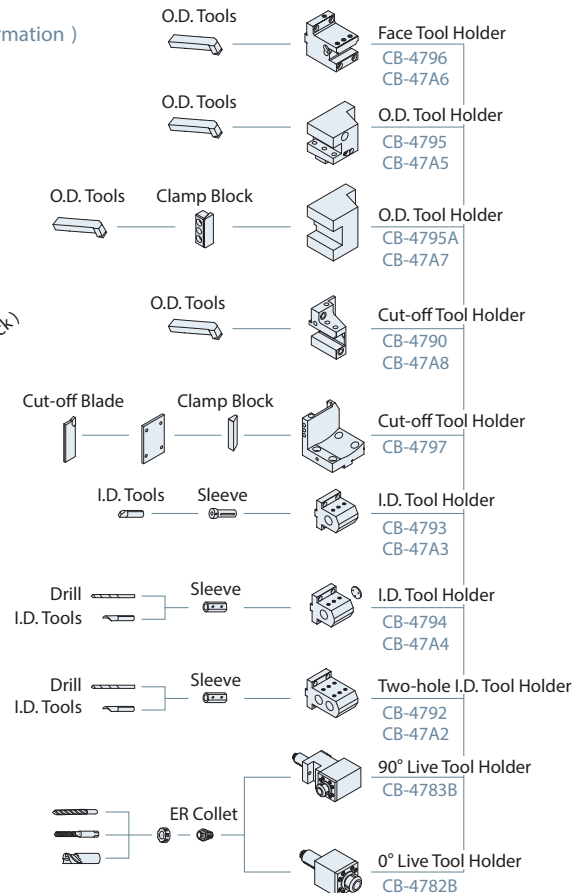 rmation )
O.D. Tools
Face Tool Holder
CB-4796
CB-47A6
O.D. Tools
O.D. Tool Holder
CB-4795
CB-47A5
O.D. Tools Clamp Block
O.D. Tool Holder
CB-4795A
CB-47A7
ck)
O.D. Tools
Cut-off Tool Holder
CB-4790
CB-47A8
Cut-off Blade Clamp Block
Cut-off Tool Holder
CB-4797
I.D. Tools Sleeve
I.D. Tool Holder
CB-4793
CB-47A3
Drill
I.D. Tools
Sleeve
I.D. Tool Holder
CB-4794
CB-47A4
Drill
I.D. Tools
Sleeve
Two-hole I.D. Tool Holder
CB-4792
CB-47A2
90° Live Tool Holder
CB-4783B
ER Collet
0° Live Tool Holder
CB-4782B